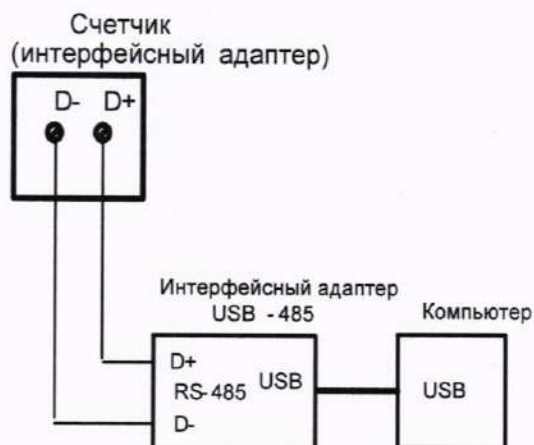 Счетчик
(интерфейсный адаптер)
D- D+
Интерфейсный адаптер
USB - 485
Компьютер
D+
RS-485 USB
D-
USB